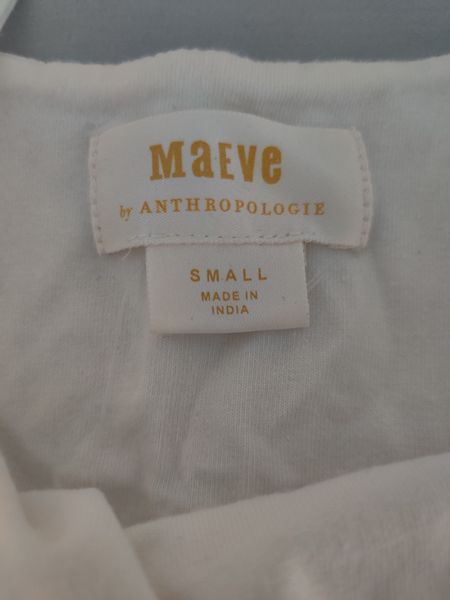 MaEve
by ANTHROPOLOGIE
SMALL
MADE IN
INDIA